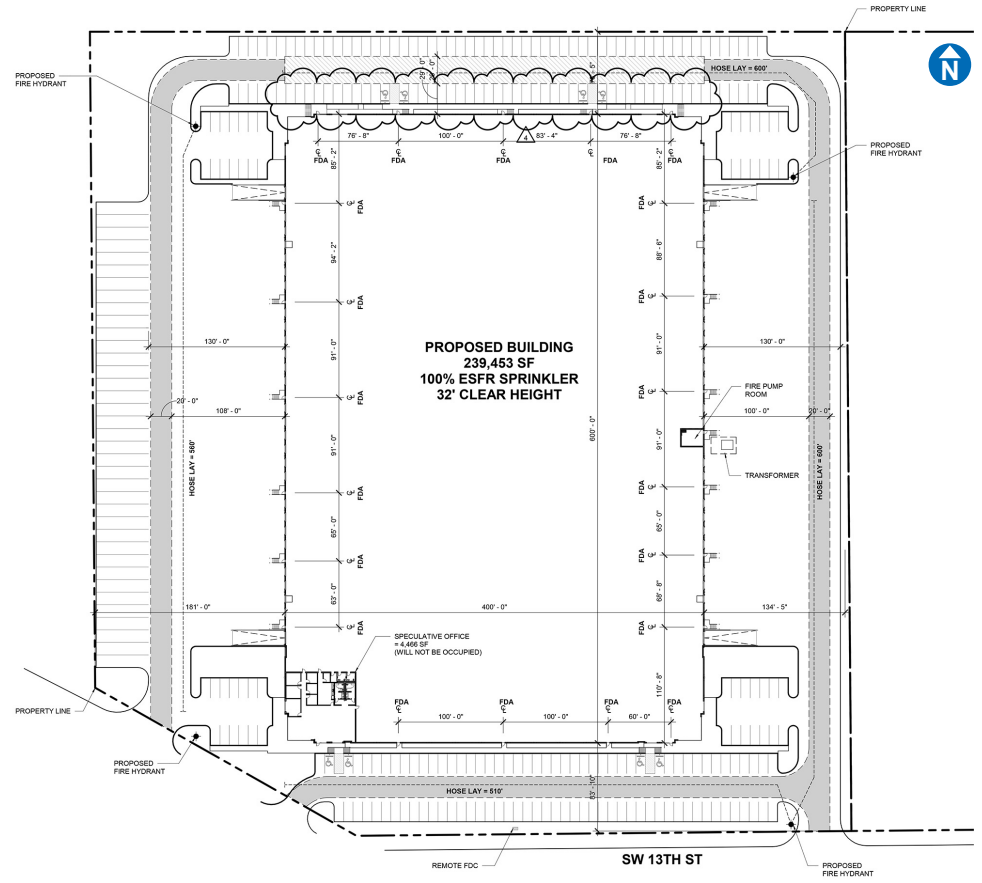 PROPERTY LINE
N
PROPOSED
FIRE HYDRANT
HOSE LAY = 600'
29' - 0"
PROPOSED
FIRE HYDRANT
76' - 8"
100' - 0"
4
83' - 4"
76' - 8"
FDA
FDA
FDA
FDA
FDA
85' - 2"
85' - 2"
FDA
FDA
94' - 2"
88' - 6"
FDA
FDA
130' - 0"
91' - 0"
PROPOSED BUILDING
239,453 SF
100% ESFR SPRINKLER
32' CLEAR HEIGHT
91' - 0"
130' - 0"
FDA
FDA
FIRE PUMP
ROOM
20' - 0"
108' - 0"
600' - 0"
100' - 0"
20' - 0"
HOSE LAY = 560'
91' - 0"
91' - 0"
HOSE LAY = 600'
TRANSFORMER
FDA
FDA
65' - 0"
65' - 0"
FDA
FDA
63' - 0"
68' - 8"
181' - 0"
400' - 0"
134' - 5"
FDA
FDA
SPECULATIVE OFFICE
= 4,466 SF
(WILL NOT BE OCCUPIED)
110' - 8"
PROPERTY LINE
FDA
FDA
FDA
FDA
100' - 0"
100' - 0"
60' - 0"
PROPOSED
FIRE HYDRANT
HOSE LAY = 510'
83' - 10"
REMOTE FDC
SW 13TH ST
PROPOSED
FIRE HYDRANT